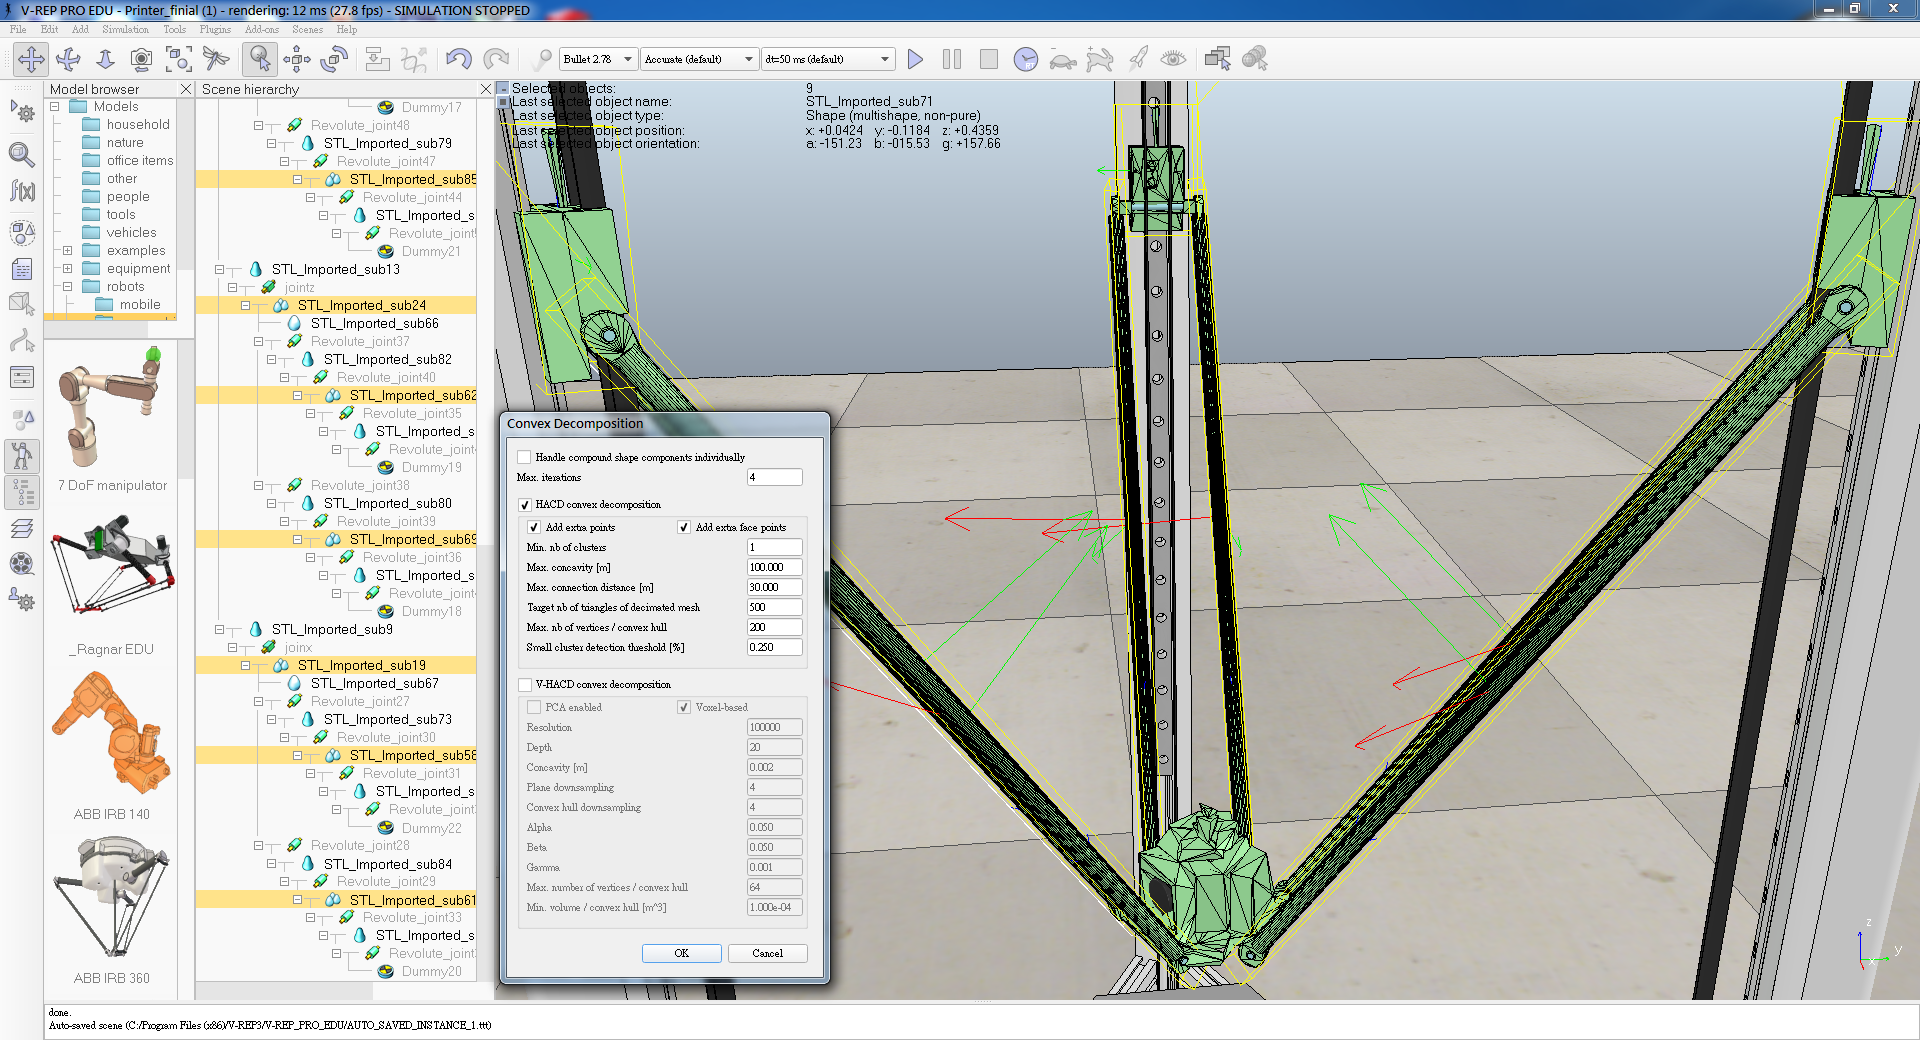 V-REP PRO EDU - Printer_finial (1) - rendering: 12 ms (27.8 fps) - SIMULATION STOPPED
File Edit Add Simulation Tools Plugins Add-ons Scenes Help
Bullet 2.78 Accurate (default) dt=50 ms (default)
Model browser
Models
household
nature
office items
other
people
tools
vehicles
examples
equipment
robots
mobile
7 DoF manipulator
_Ragnar EDU
ABB IRB 140
ABB IRB 360
Scene hierarchy
Dummy17
Revolute_joint48
STL_Imported_sub79
Revolute_joint47
STL_Imported_sub85
Revolute_joint44
STL_Imported_s
Revolute_joint
Dummy21
STL_Imported_sub13
jointz
STL_Imported_sub24
STL_Imported_sub66
Revolute_joint37
STL_Imported_sub82
Revolute_joint40
STL_Imported_sub62
Revolute_joint35
STL_Imported_s
Revolute_joint
Dummy19
Revolute_joint38
STL_Imported_sub80
Revolute_joint39
STL_Imported_sub69
Revolute_joint36
STL_Imported_s
Revolute_joint
Dummy18
STL_Imported_sub9
joinx
STL_Imported_sub19
STL_Imported_sub67
Revolute_joint27
STL_Imported_sub73
Revolute_joint30
STL_Imported_sub58
Revolute_joint31
STL_Imported_s
Revolute_joint
Dummy22
Revolute_joint28
STL_Imported_sub84
Revolute_joint29
STL_Imported_sub61
Revolute_joint33
STL_Imported_s
Revolute_joint
Dummy20
Selected objects: 9
Last selected object name: STL_Imported_sub71
Last selected object type: Shape (multishape, non-pure)
Last selected object position: x: +0.0424 y: -0.1184 z: +0.4359
Last selected object orientation: a: -151.23 b: -015.53 g: +157.66
Convex Decomposition
Handle compound shape components individually
Max. iterations 4
HACD convex decomposition
Add extra points Add extra face points
Min. nb of clusters 1
Max. concavity [m] 100.000
Max. connection distance [m] 30.000
Target nb of triangles of decimated mesh 500
Max. nb of vertices / convex hull 200
Small cluster detection threshold [%] 0.250
V-HACD convex decomposition
PCA enabled Voxel-based
Resolution 100000
Depth 20
Concavity [m] 0.002
Plane downsampling 4
Convex hull downsampling 4
Alpha 0.050
Beta 0.050
Gamma 0.001
Max. number of vertices / convex hull 64
Min. volume / convex hull [m^3] 1.000e-04
OK Cancel
z
x
y
done.
Auto-saved scene (C:/Program Files (x86)/V-REP3/V-REP_PRO_EDU/AUTO_SAVED_INSTANCE_1.ttt)